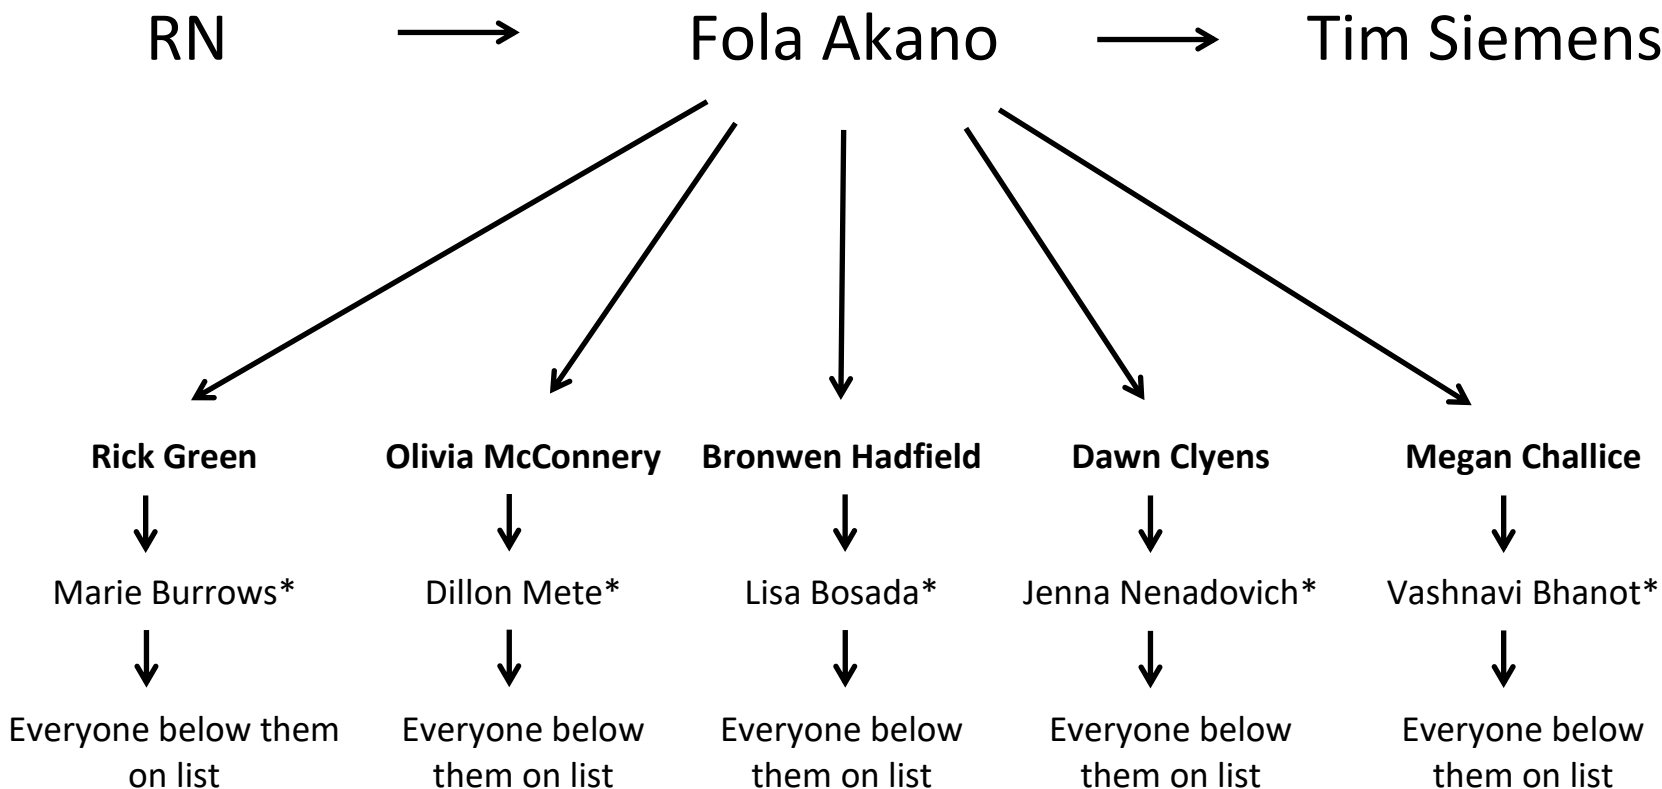 RN Fola Akano Tim Siemens
Rick Green Olivia McConnery Bronwen Hadfield Dawn Clyens Megan Challice
Marie Burrows* Dillon Mete* Lisa Bosada* Jenna Nenadovich* Vashnavi Bhanot*
Everyone below them Everyone below Everyone below Everyone below Everyone below
on list them on list them on list them on list them on list